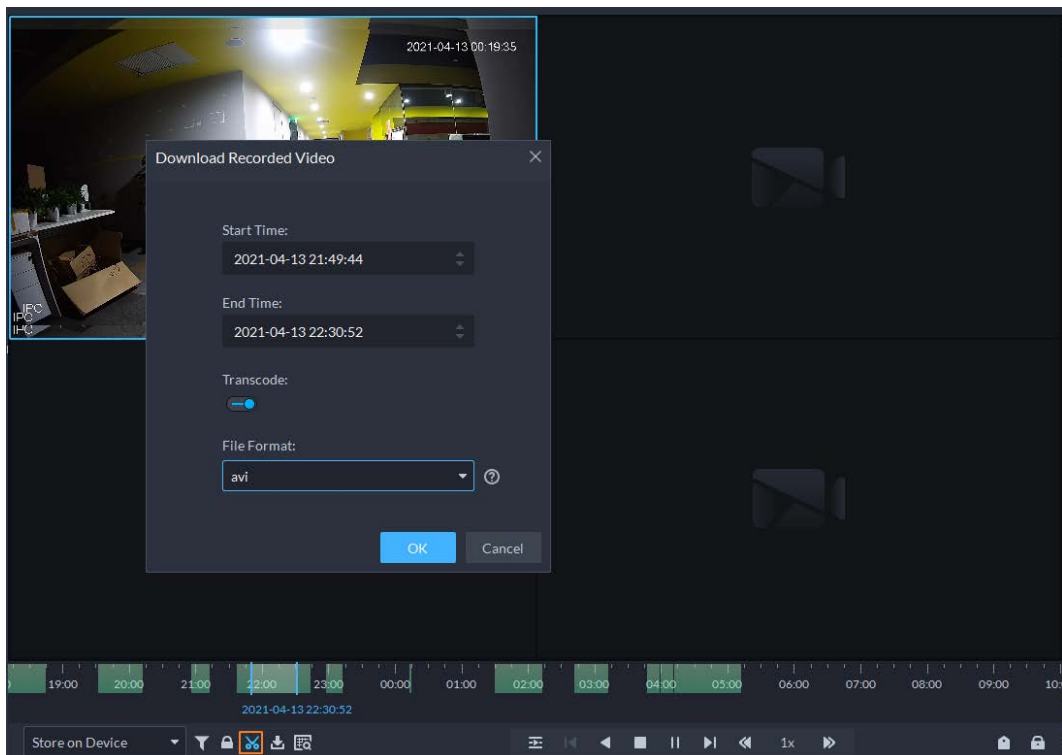 2021-04-13 00:19:35
IPC
IPC
IPC
Download Recorded Video
Start Time:
2021-04-13 21:49:44
End Time:
2021-04-13 22:30:52
Transcode:
File Format:
avi
OK Cancel
19:00 20:00 21:00 22:00 23:00 00:00 01:00 02:00 03:00 04:00 05:00 06:00 07:00 08:00 09:00 10:
2021-04-13 22:30:52
Store on Device 1x